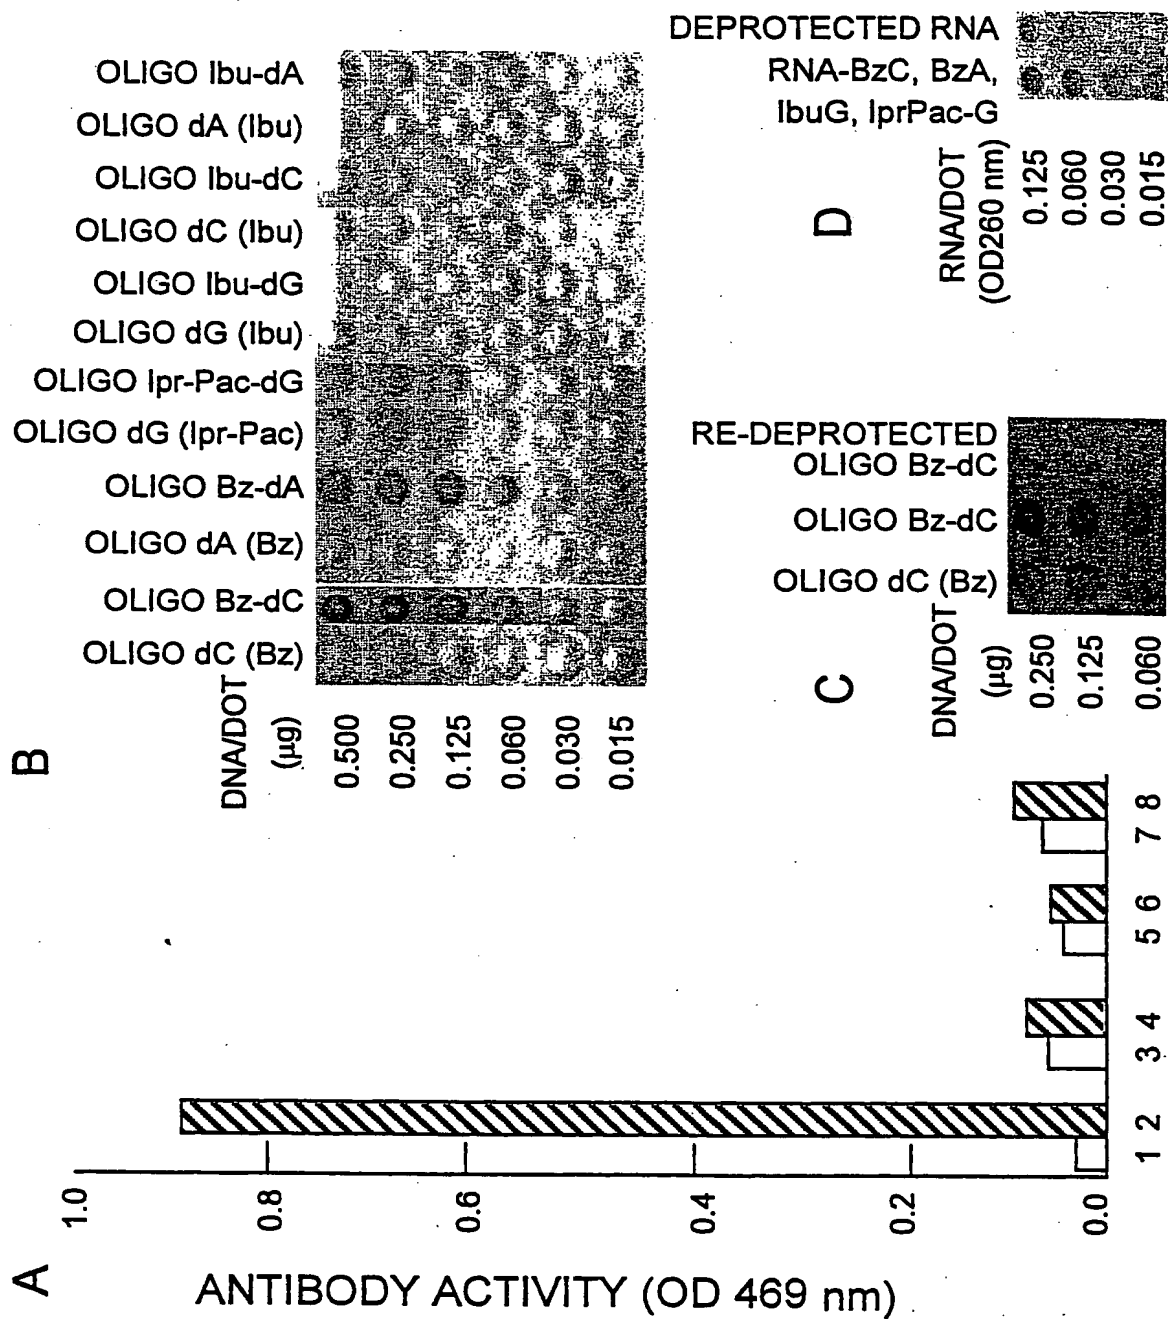 A
ANTIBODY ACTIVITY (OD 469 nm)
1.0
0.8
0.6
0.4
0.2
0.0
1 2 3 4 5 6 7 8
B
DNA/DOT
(µg)
0.500
0.250
0.125
0.060
0.030
0.015
OLIGO Ibu-dA
OLIGO dA (Ibu)
OLIGO Ibu-dC
OLIGO dC (Ibu)
OLIGO Ibu-dG
OLIGO dG (Ibu)
OLIGO Ipr-Pac-dG
OLIGO dG (Ipr-Pac)
OLIGO Bz-dA
OLIGO dA (Bz)
OLIGO Bz-dC
OLIGO dC (Bz)
C
DNA/DOT
(µg)
0.250
0.125
0.060
RE-DEPROTECTED
OLIGO Bz-dC
OLIGO Bz-dC
OLIGO dC (Bz)
D
RNA/DOT
(OD260 nm)
0.125
0.060
0.030
0.015
DEPROTECTED RNA
RNA-BzC, BzA,
IbuG, IprPac-G